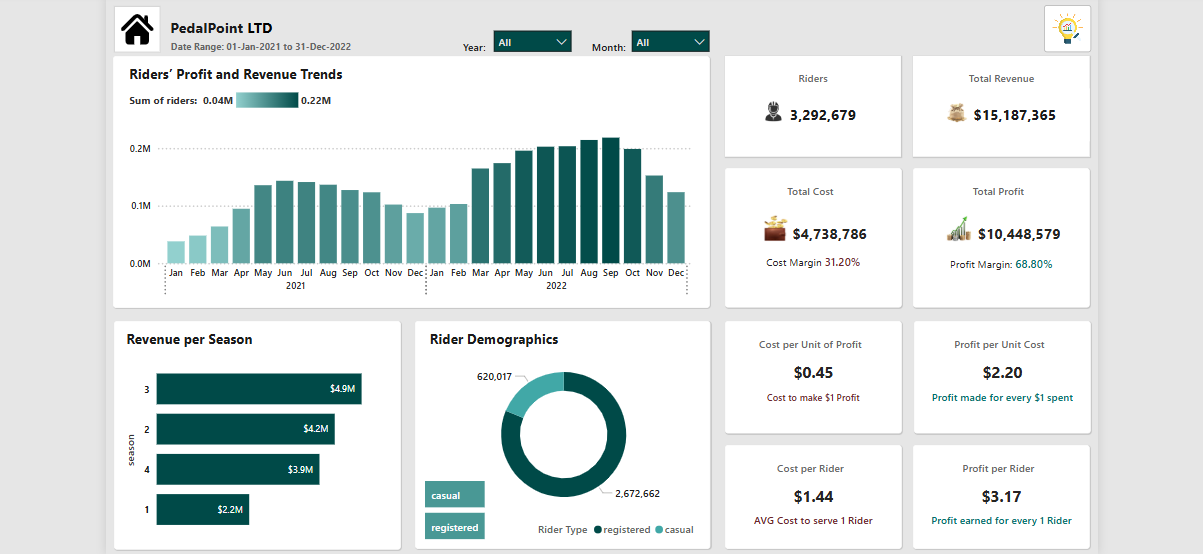 PedalPoint LTD
Date Range: 01-Jan-2021 to 31-Dec-2022
Year: All
Month: All
Riders' Profit and Revenue Trends
Sum of riders: 0.04M 0.22M
0.2M
0.1M
0.0M
Jan Feb Mar Apr May Jun Jul Aug Sep Oct Nov Dec Jan Feb Mar Apr May Jun Jul Aug Sep Oct Nov Dec
2021 2022
Riders
3,292,679
Total Revenue
$15,187,365
Total Cost
$4,738,786
Cost Margin 31.20%
Total Profit
$10,448,579
Profit Margin: 68.80%
Revenue per Season
season
3 $4.9M
2 $4.2M
4 $3.9M
1 $2.2M
Rider Demographics
620,017
2,672,662
casual
registered
Rider Type registered casual
Cost per Unit of Profit
$0.45
Cost to make $1 Profit
Profit per Unit Cost
$2.20
Profit made for every $1 spent
Cost per Rider
$1.44
AVG Cost to serve 1 Rider
Profit per Rider
$3.17
Profit earned for every 1 Rider